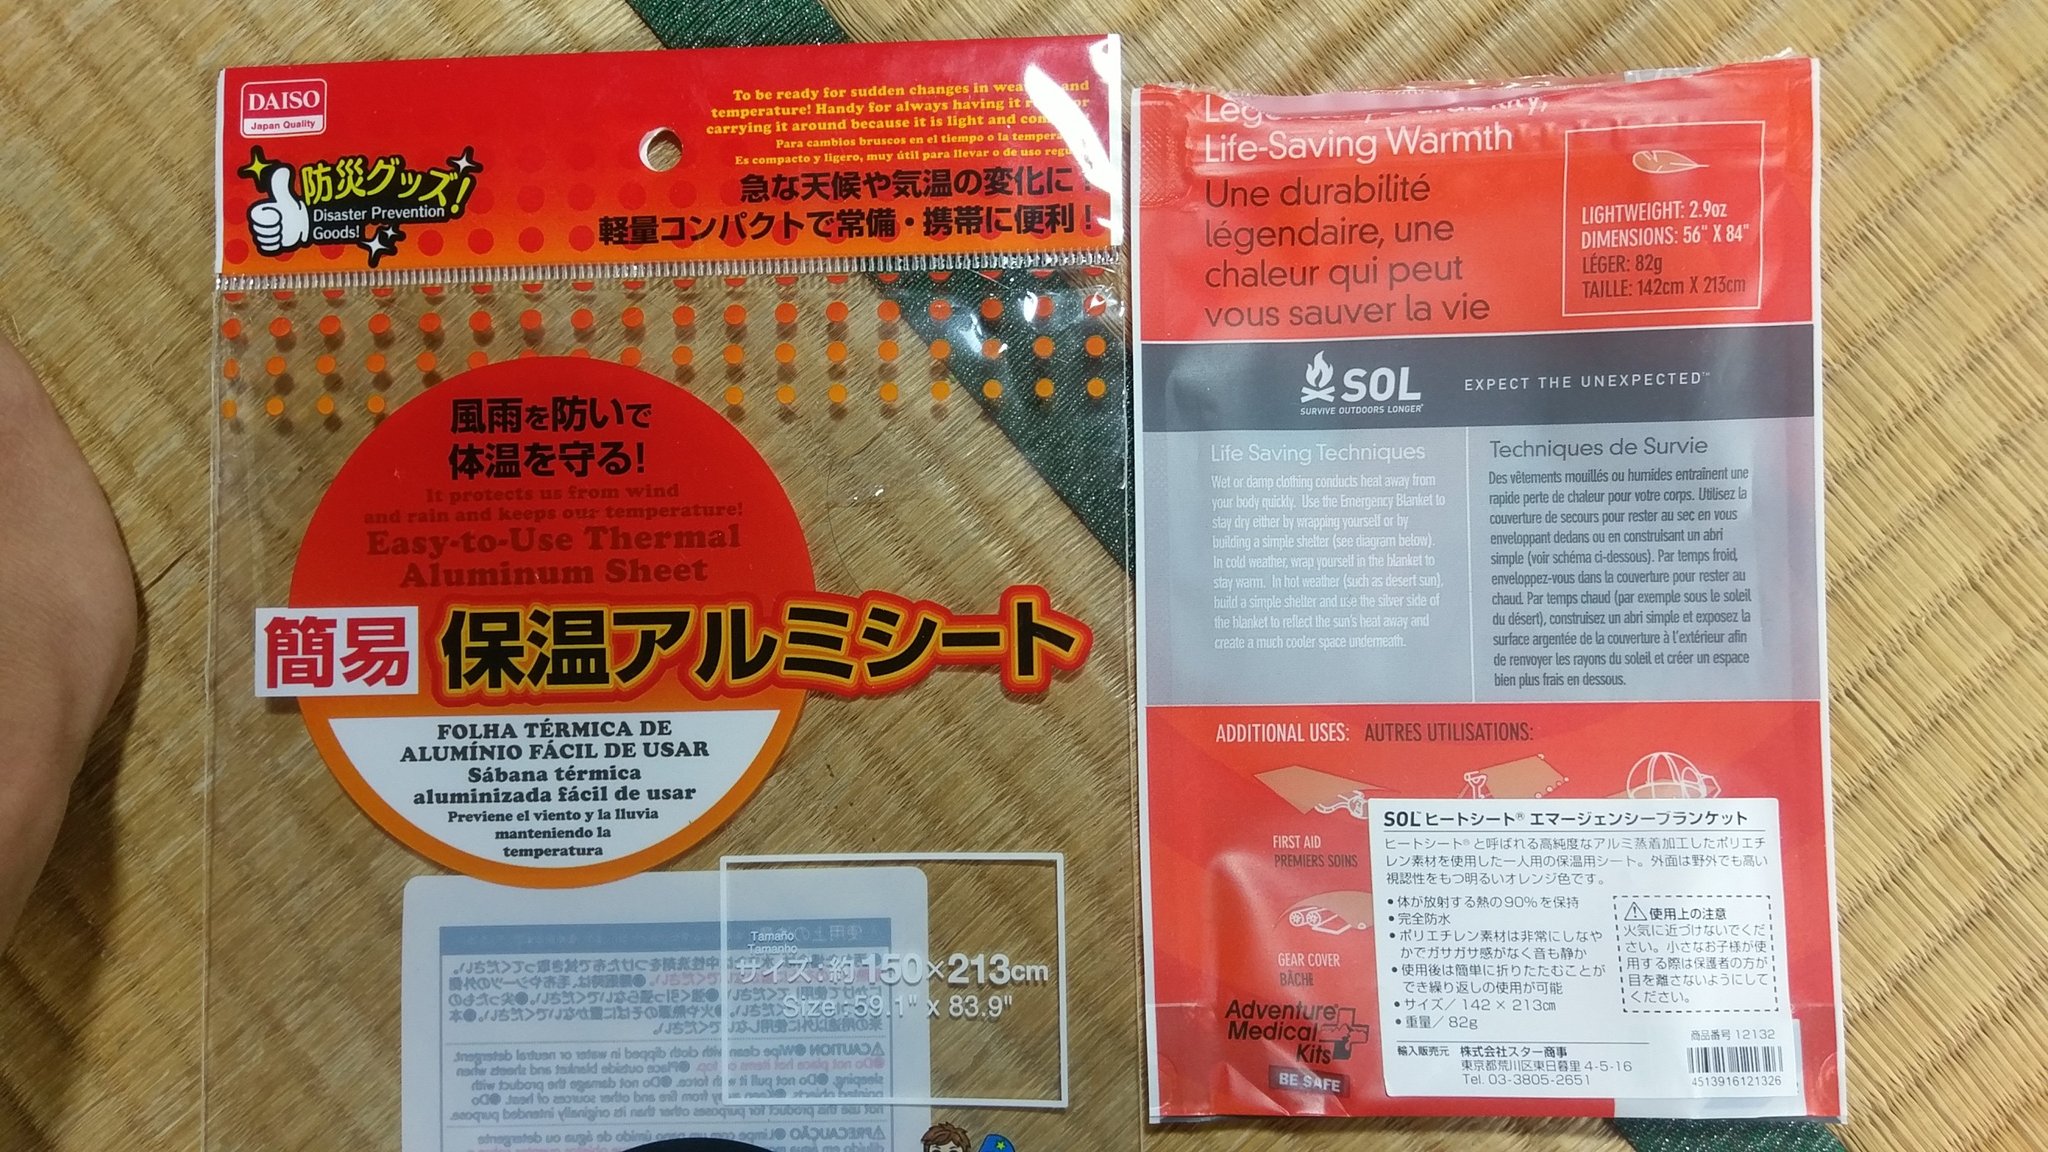 DAISO
Japan Quality
防災グッズ!
Disaster Prevention
Goods!
To be ready for sudden changes in and
temperature! Handy for always having it or
carrying it around because it is light and
Para cambios bruscos en el tiempo o la
Es compacto y ligero, muy útil para llevar o de uso
急な天候や気温の変化に!
軽量コンパクトで常備・携帯に便利!
風雨を防いで
体温を守る!
It protects us from wind
and rain and keeps our temperature!
Easy-to-Use Thermal
Aluminum Sheet
簡易 保温アルミシート
FOLHA TÉRMICA DE
ALUMÍNIO FÁCIL DE USAR
Sábana térmica
aluminizada fácil de usar
Previene el viento y la lluvia
manteniendo la
temperatura
Tamaño
Tamanho
サイズ・約150×213cm
Size: 59.1" x 83.9"
Life-Saving Warmth
Une durabilité
légendaire, une
chaleur qui peut
vous sauver la vie
LIGHTWEIGHT: 2.9oz
DIMENSIONS: 56" X 84"
LÉGER: 82g
TAILLE: 142cm X 213cm
SOL
SURVIVE OUTDOORS LONGER
EXPECT THE UNEXPECTED™
Life Saving Techniques
Wet or damp clothing conducts heat away from
your body quickly. Use the Emergency Blanket to
stay dry either by wrapping yourself or by
building a simple shelter (see diagram below).
In cold weather, wrap yourself in the blanket to
stay warm. In hot weather (such as desert sun),
build a simple shelter and use the silver side of
the blanket to reflect the sun's heat away and
create a much cooler space underneath.
Techniques de Survie
Des vêtements mouillés ou humides entraînent une
rapide perte de chaleur pour votre corps. Utilisez la
couverture de secours pour rester au sec en vous
enveloppant dedans ou en construisant un abri
simple (voir schéma ci-dessous). Par temps froid,
enveloppez-vous dans la couverture pour rester au
chaud. Par temps chaud (par exemple sous le soleil
du désert), construisez un abri simple et exposez la
surface argentée de la couverture à l'extérieur afin
de renvoyer les rayons du soleil et créer un espace
bien plus frais en dessous.
ADDITIONAL USES: AUTRES UTILISATIONS:
FIRST AID
PREMIERS SOINS
GEAR COVER
BÂCHE
Adventure®
Medical
Kits
BE SAFE
SOL™ ヒートシート® エマージェンシーブランケット
ヒートシート®と呼ばれる高純度なアルミ蒸着加工したポリエチ
レン素材を使用した一人用の保温用シート。外面は野外でも高い
視認性をもつ明るいオレンジ色です。
• 体が放射する熱の90%を保持
• 完全防水
• ポリエチレン素材は非常にしなや
かでガサガサ感がなく音も静か
• 使用後は簡単に折りたたむことが
でき繰り返しの使用が可能
• サイズ/142 × 213cm
• 重量/82g
⚠使用上の注意
火気に近づけないでくだ
さい。小さなお子様が使
用する際は保護者の方が
目を離さないようにして
ください。
輸入販売元 株式会社スター商事
東京都荒川区東日暮里 4-5-16
Tel. 03-3805-2651
商品番号 12132
4513916121326